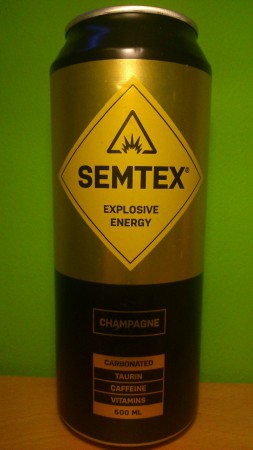 SEMTEX®
EXPLOSIVE
ENERGY
CHAMPAGNE
CARBONATED
TAURIN
CAFFEINE
VITAMINS
500 ML